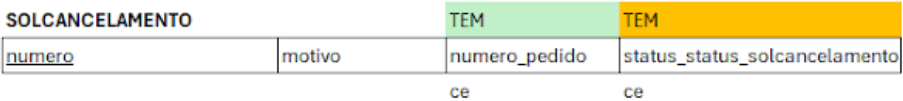 SOLCANCELAMENTO TEM TEM
numero motivo numero_pedido status_status_solcancelamento
ce ce